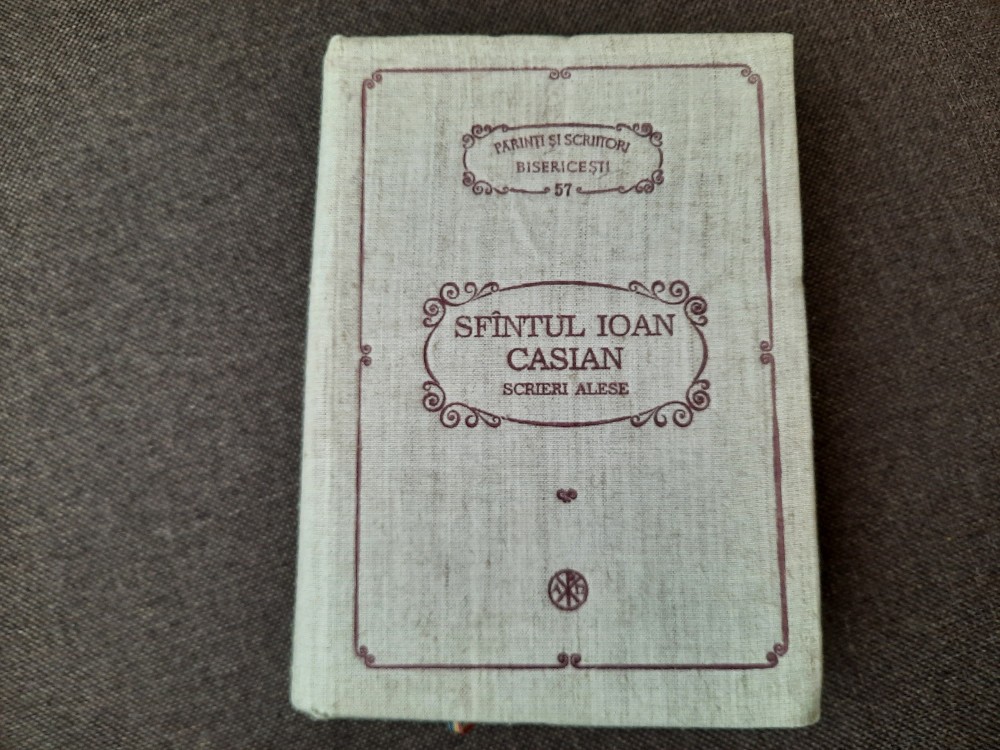 PĂRINȚI ȘI SCRIITORI
BISERICEȘTI
57
SFÎNTUL IOAN
CASIAN
SCRIERI ALESE